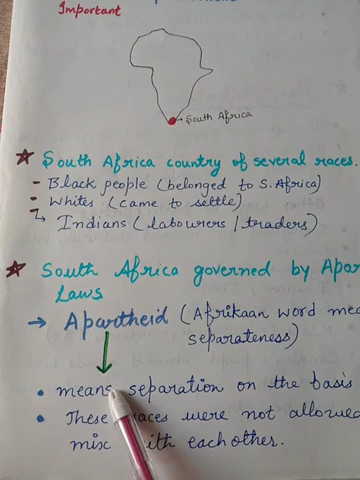 Important
South Africa
South Africa country of several races.
- Black people (belonged to S. Africa)
- Whites (came to settle)
↳ Indians (labourers / traders)
South Africa governed by Apar
Laws
→ Apartheid (Afrikaan word mea
separateness)
• means separation on the basis
• These races were not allowed
mix with each other.